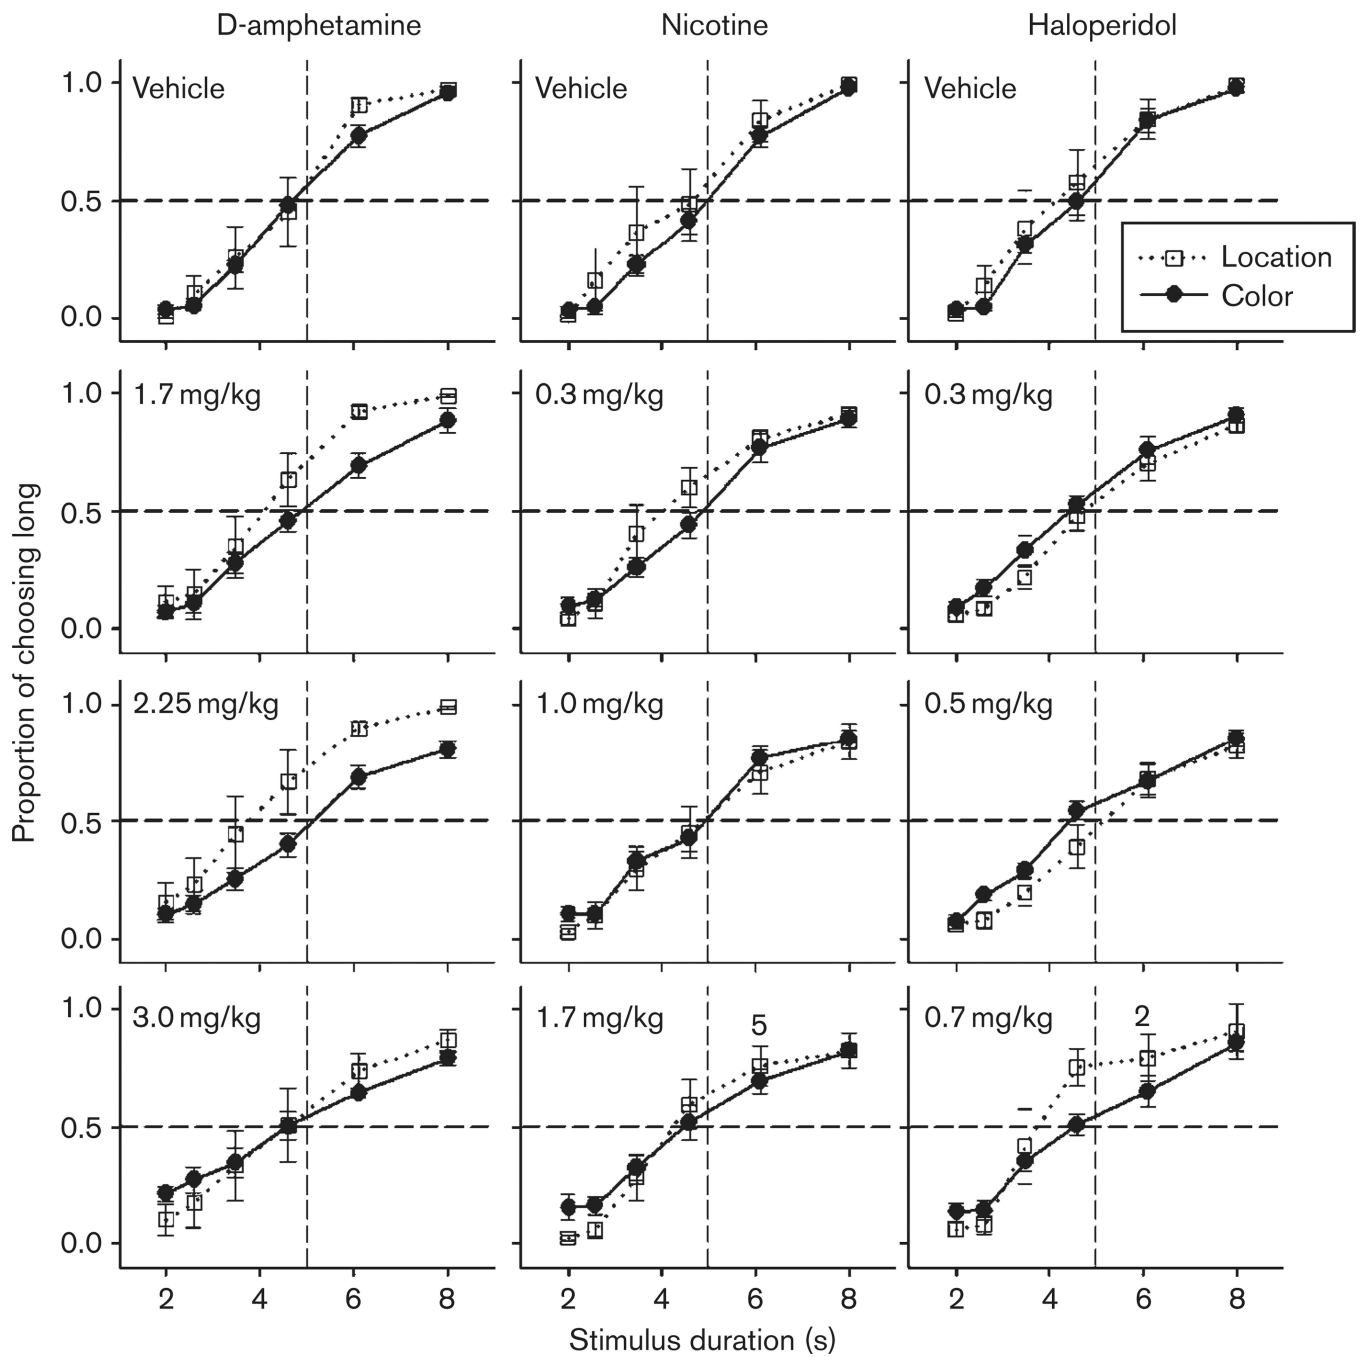 D-amphetamine Nicotine Haloperidol
1.0 Vehicle Vehicle Vehicle
0.5
Location
Color
0.0
1.0 1.7 mg/kg 0.3 mg/kg 0.3 mg/kg
0.5
0.0
Proportion of choosing long
1.0 2.25 mg/kg 1.0 mg/kg 0.5 mg/kg
0.5
0.0
1.0 3.0 mg/kg 1.7 mg/kg 5 0.7 mg/kg 2
0.5
0.0
2 4 6 8 2 4 6 8 2 4 6 8
Stimulus duration (s)